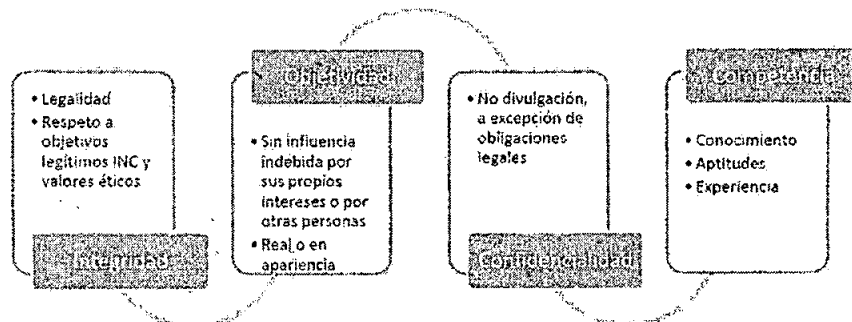 • Legalidad
• Respeto a
objetivos
legítimos INC y
valores éticos
Integridad
Objetividad
• Sin influencia
indebida por
sus propios
intereses o por
otras personas
• Real o en
apariencia
• No divulgación,
a excepción de
obligaciones
legales
Confidencialidad
Competencia
• Conocimiento
• Aptitudes
• Experiencia